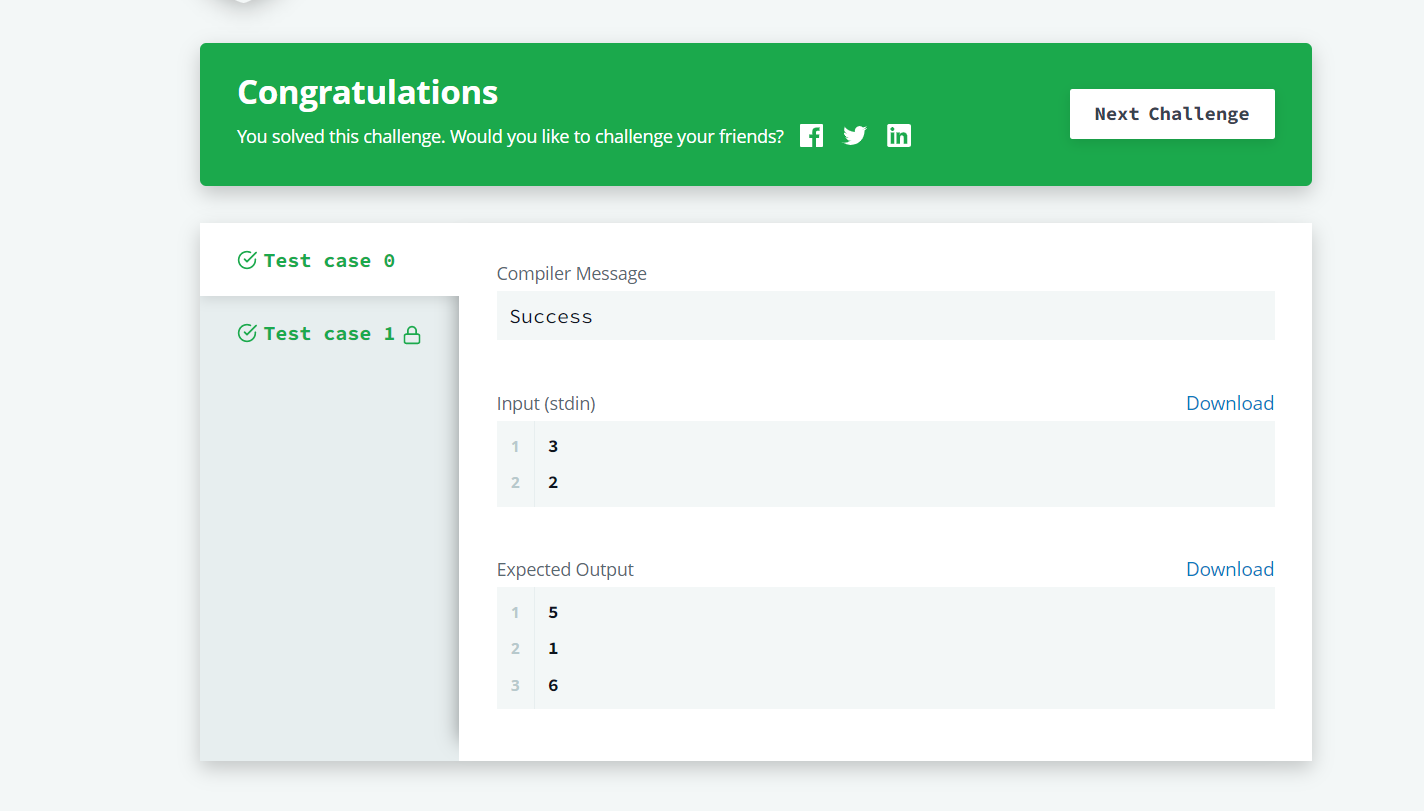 Congratulations
You solved this challenge. Would you like to challenge your friends?
Next Challenge
Test case 0
Test case 1
Compiler Message
Success
Input (stdin)
Download
1 3
2 2
Expected Output
Download
1 5
2 1
3 6